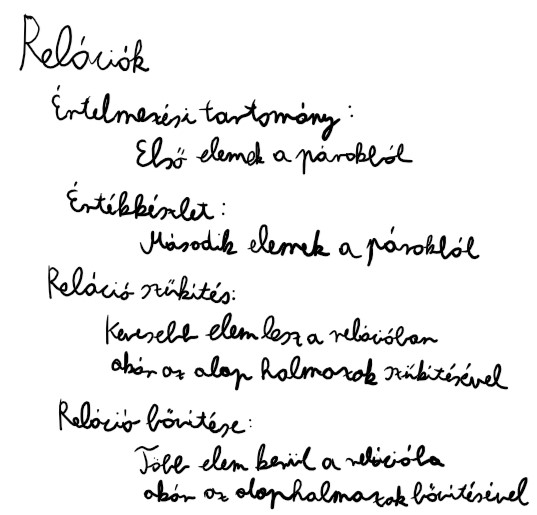 Relációk
Értelmezési tartomány:
Első elemek a párokból
Értékkészlet:
Második elemek a párokból
Reláció szűkítés:
Kevesebb elem lesz a relációban
akár az alap halmazok szűkítésével
Reláció bővítése:
Több elem kerül a relációba
akár az alaphalmazok bővítésével